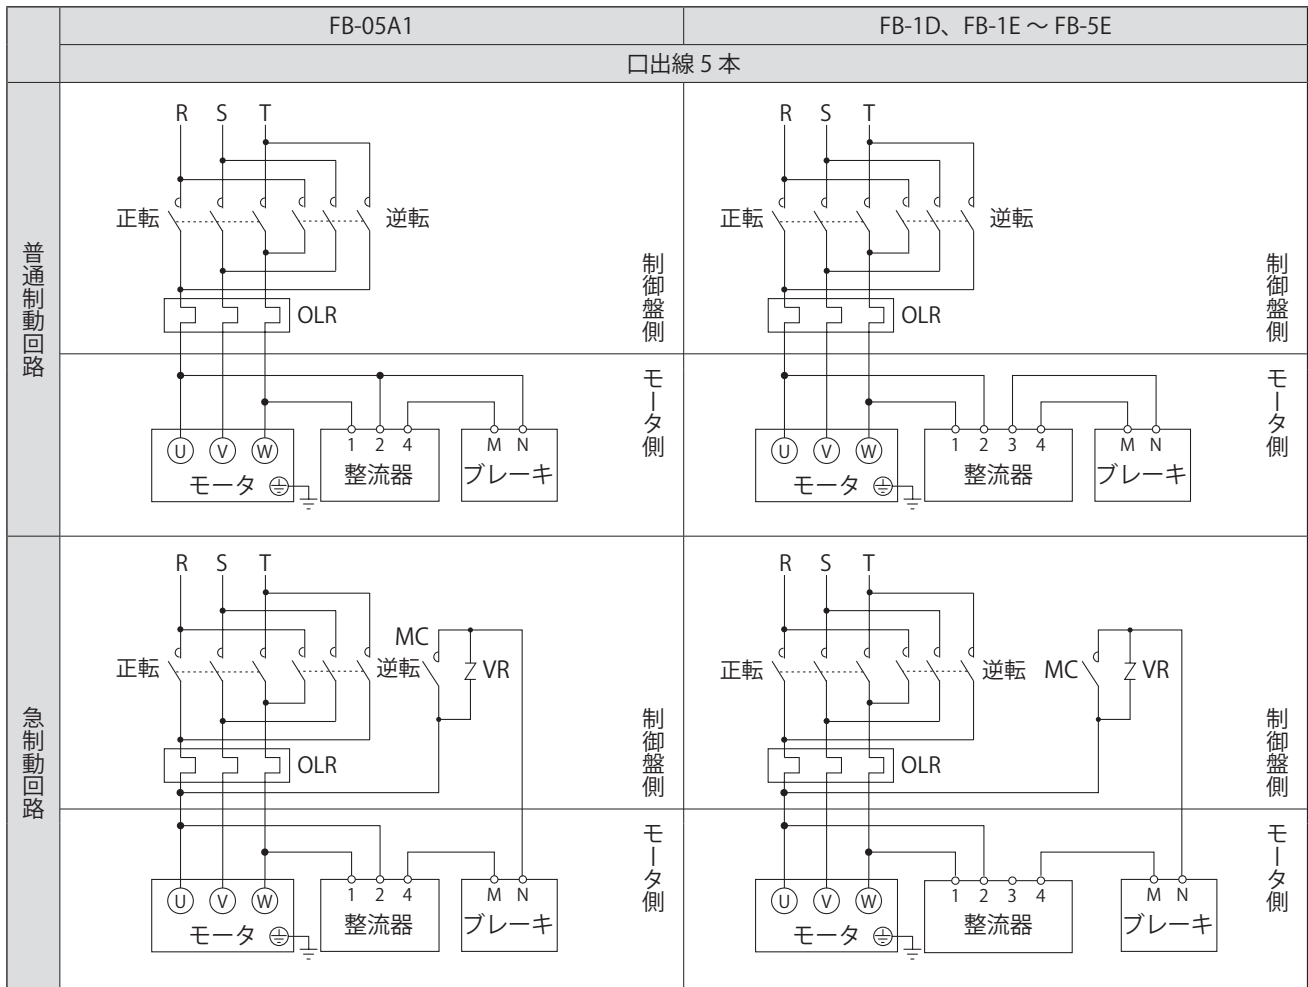 FB-05A1
FB-1D、FB-1E ～ FB-5E
口出線 5 本
普通制動回路
R S T
正転
逆転
OLR
制御盤側
モータ側
U V W
モータ
1 2 4
整流器
M N
ブレーキ
R S T
正転
逆転
OLR
制御盤側
モータ側
U V W
モータ
1 2 3 4
整流器
M N
ブレーキ
急制動回路
R S T
正転
逆転
MC
VR
OLR
制御盤側
モータ側
U V W
モータ
1 2 4
整流器
M N
ブレーキ
R S T
正転
逆転
MC
VR
OLR
制御盤側
モータ側
U V W
モータ
1 2 3 4
整流器
M N
ブレーキ